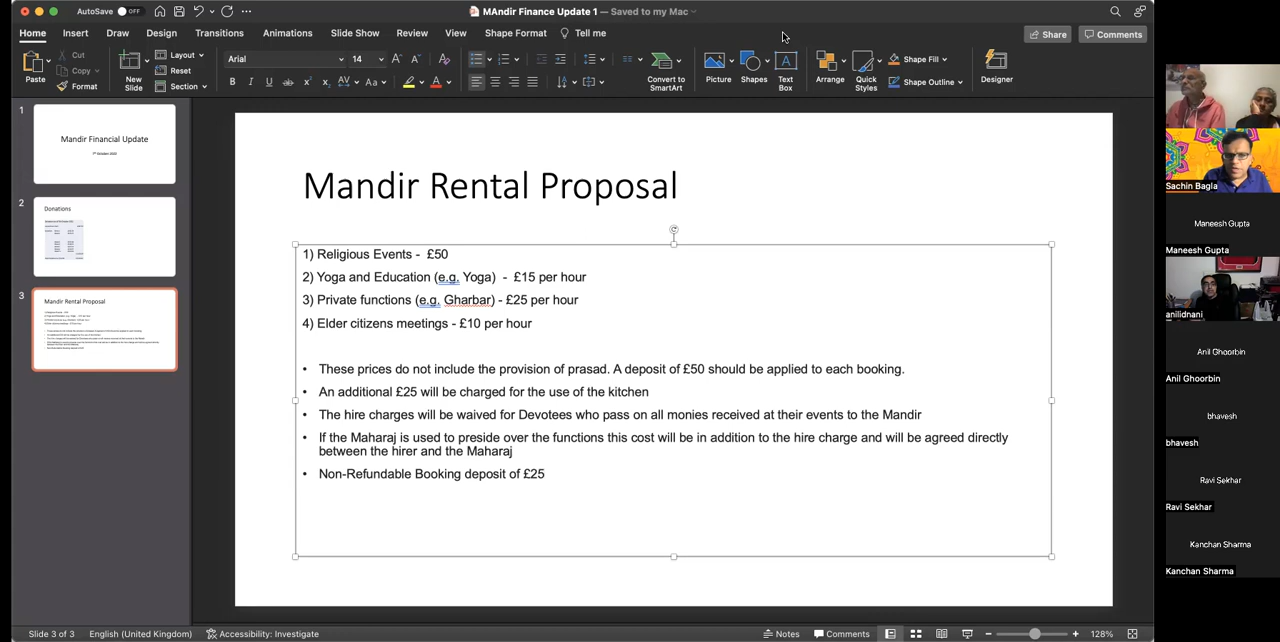 AutoSave OFF
MAndir Finance Update 1 — Saved to my Mac
Home Insert Draw Design Transitions Animations Slide Show Review View Shape Format Tell me
Share Comments
Paste
Cut
Copy
Format
New Slide
Layout
Reset
Section
Arial 14
Convert to SmartArt
Picture
Shapes
Text Box
Arrange
Quick Styles
Shape Fill
Shape Outline
Designer
1
Mandir Financial Update
2
Donations
3
Mandir Rental Proposal
Mandir Rental Proposal
1) Religious Events - £50
2) Yoga and Education (e.g. Yoga) - £15 per hour
3) Private functions (e.g. Gharbar) - £25 per hour
4) Elder citizens meetings - £10 per hour
• These prices do not include the provision of prasad. A deposit of £50 should be applied to each booking.
• An additional £25 will be charged for the use of the kitchen
• The hire charges will be waived for Devotees who pass on all monies received at their events to the Mandir
• If the Maharaj is used to preside over the functions this cost will be in addition to the hire charge and will be agreed directly
between the hirer and the Maharaj
• Non-Refundable Booking deposit of £25
Sachin Bagla
Maneesh Gupta
Maneesh Gupta
anilidnani
Anil Ghoorbin
Anil Ghoorbin
bhavesh
bhavesh
Ravi Sekhar
Ravi Sekhar
Kanchan Sharma
Kanchan Sharma
Slide 3 of 3 English (United Kingdom) Accessibility: Investigate Notes Comments 128%